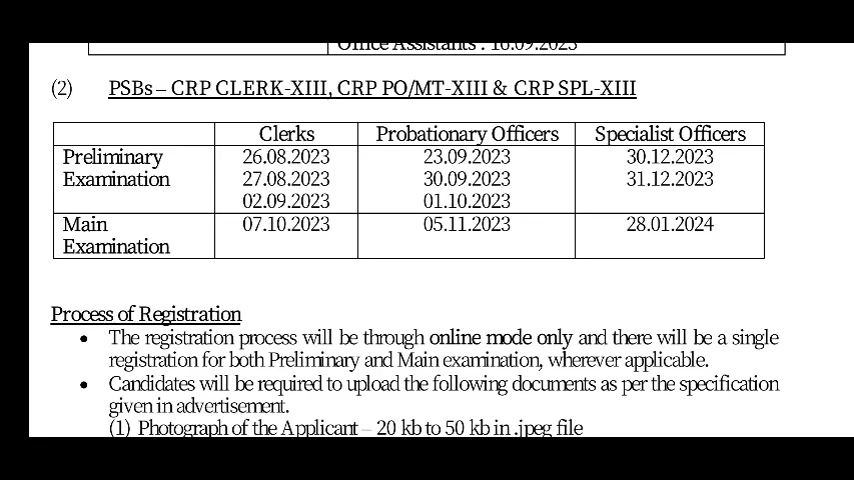 Office Assistants : 16.09.2023
(2) PSBs – CRP CLERK-XIII, CRP PO/MT-XIII & CRP SPL-XIII
Clerks Probationary Officers Specialist Officers
Preliminary 26.08.2023 23.09.2023 30.12.2023
Examination 27.08.2023 30.09.2023 31.12.2023
02.09.2023 01.10.2023
Main 07.10.2023 05.11.2023 28.01.2024
Examination
Process of Registration
• The registration process will be through online mode only and there will be a single
registration for both Preliminary and Main examination, wherever applicable.
• Candidates will be required to upload the following documents as per the specification
given in advertisement.
(1) Photograph of the Applicant – 20 kb to 50 kb in .jpeg file